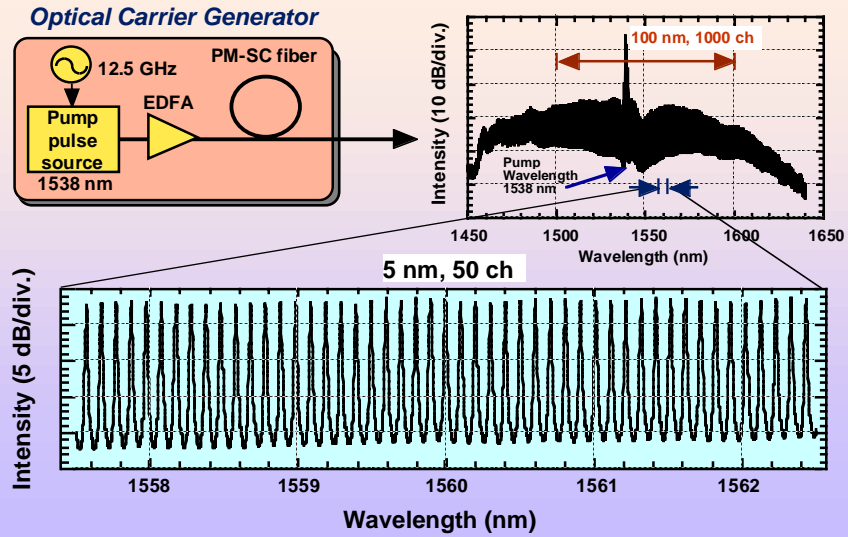 Optical Carrier Generator
12.5 GHz
PM-SC fiber
EDFA
Pump
pulse
source
1538 nm
Intensity (10 dB/div.)
100 nm, 1000 ch
Pump
Wavelength
1538 nm
1450
1500
1550
1600
1650
Wavelength (nm)
5 nm, 50 ch
Intensity (5 dB/div.)
1558
1559
1560
1561
1562
Wavelength (nm)